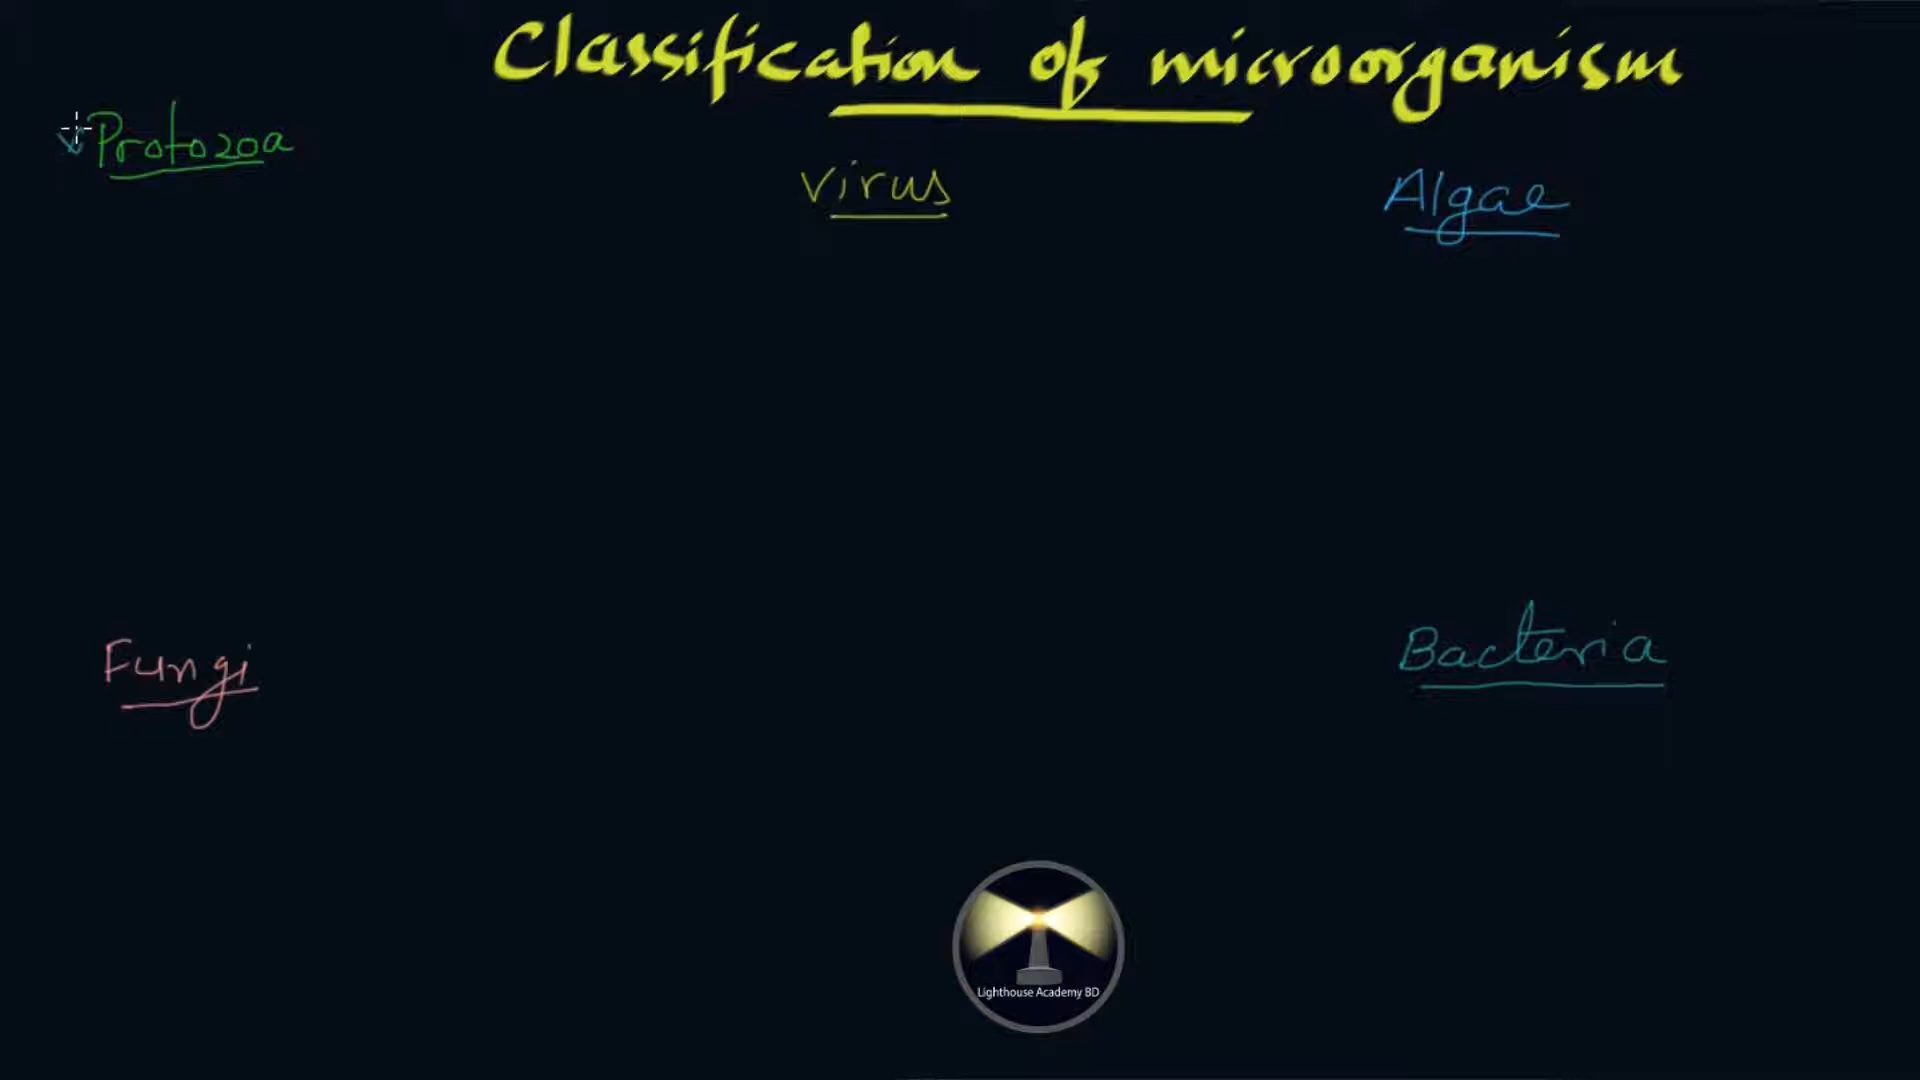 Classification of microorganism
Protozoa
Virus
Algae
Fungi
Bacteria
Lighthouse Academy BD